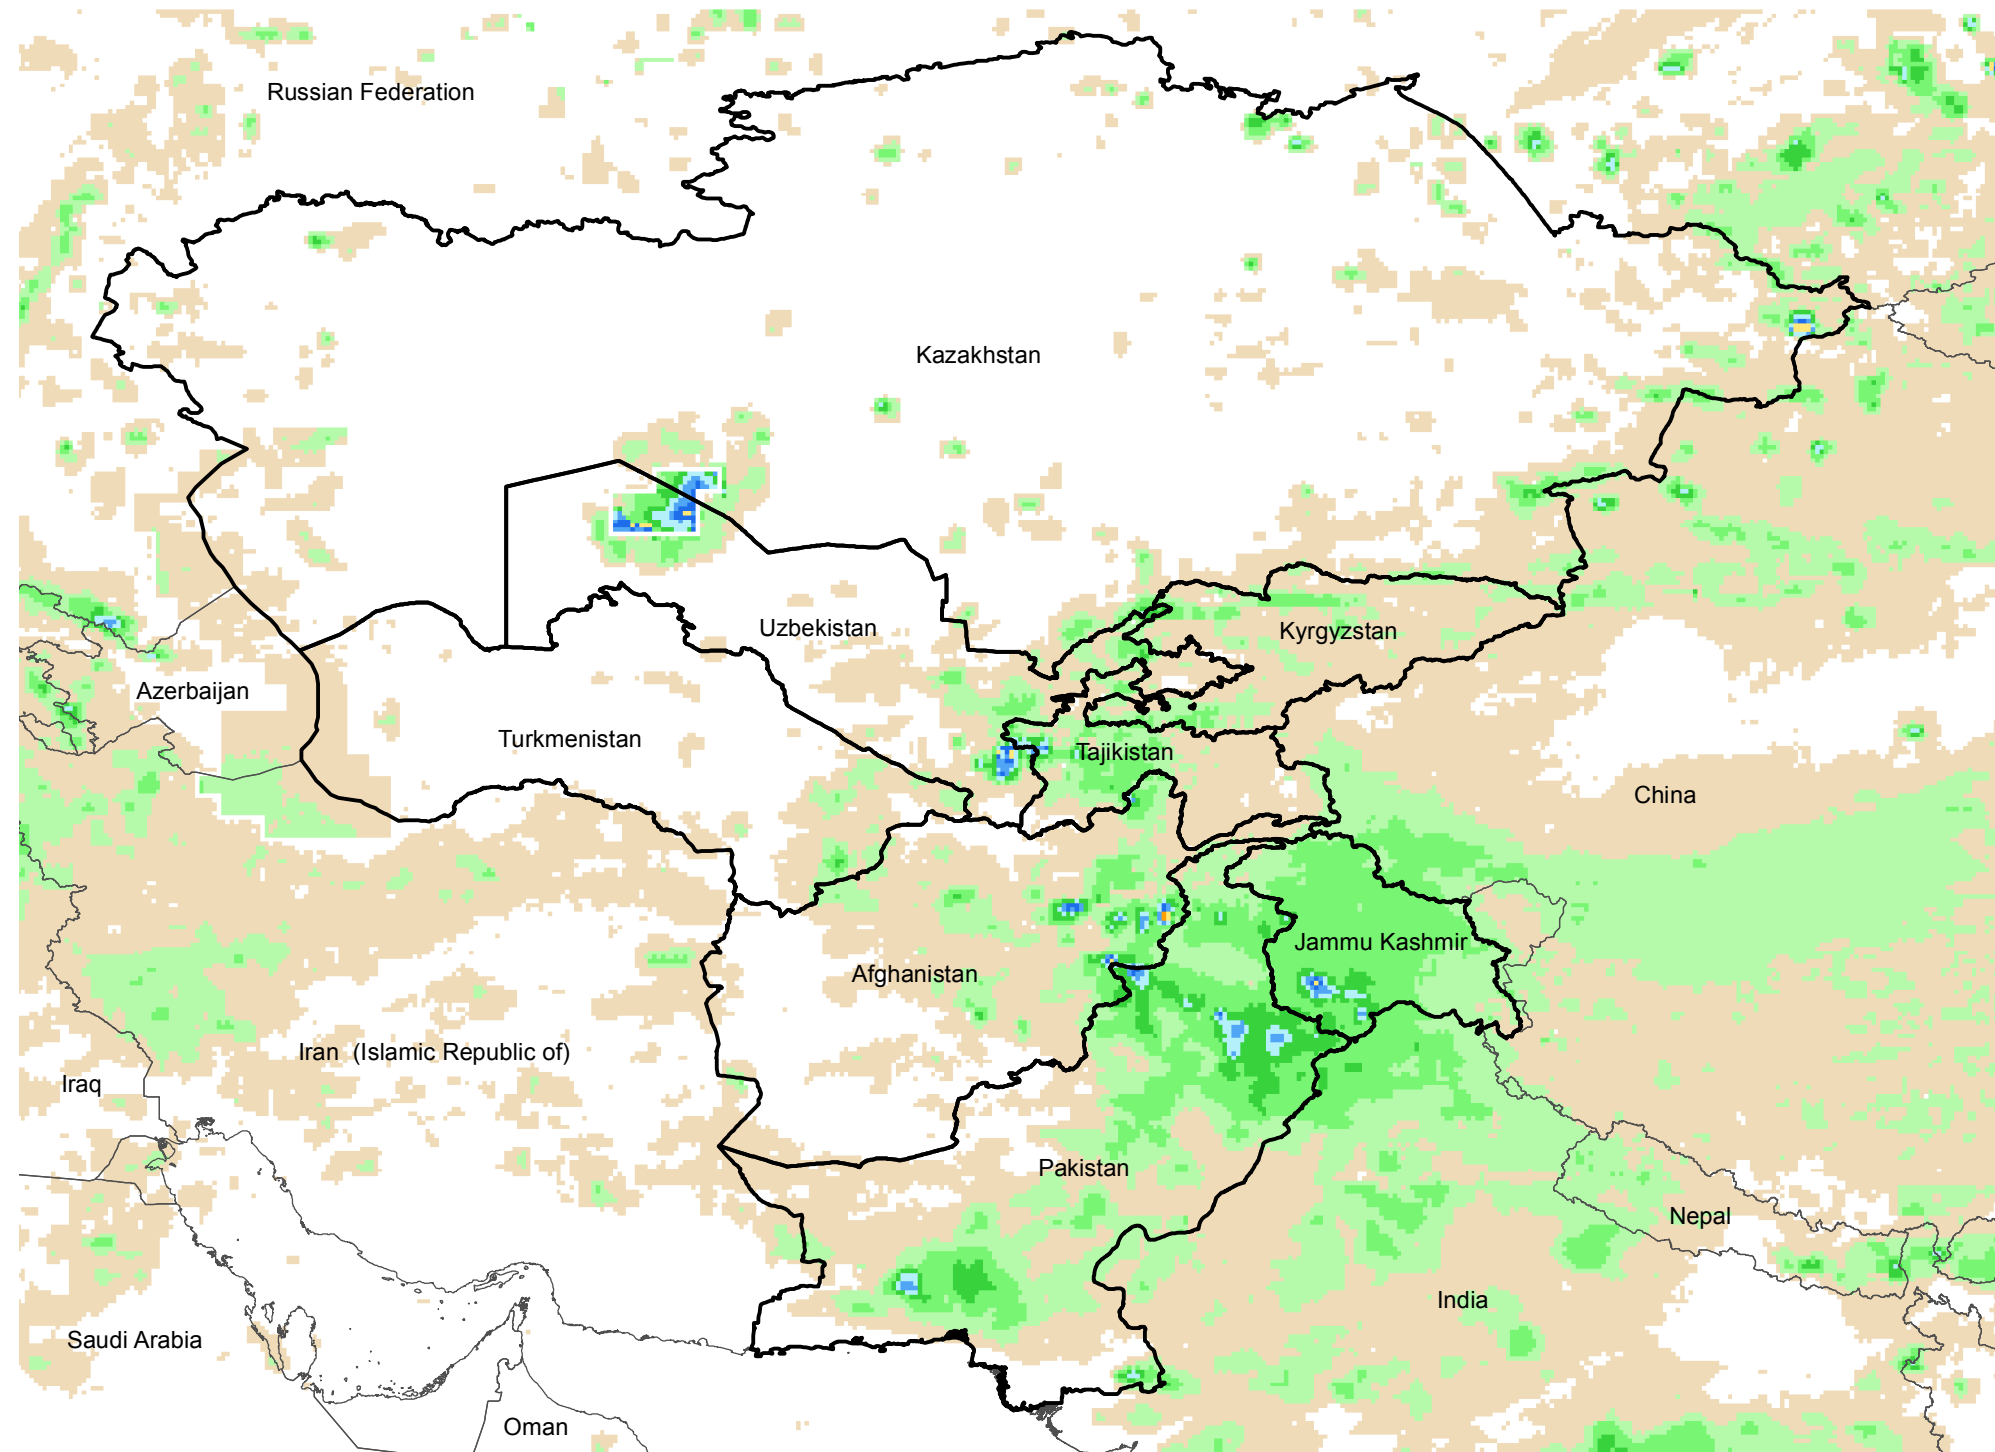 Russian Federation
Kazakhstan
Uzbekistan
Kyrgyzstan
Azerbaijan
Turkmenistan
Tajikistan
China
Jammu Kashmir
Afghanistan
Iran  (Islamic Republic of)
Iraq
Pakistan
Nepal
India
Saudi Arabia
Oman